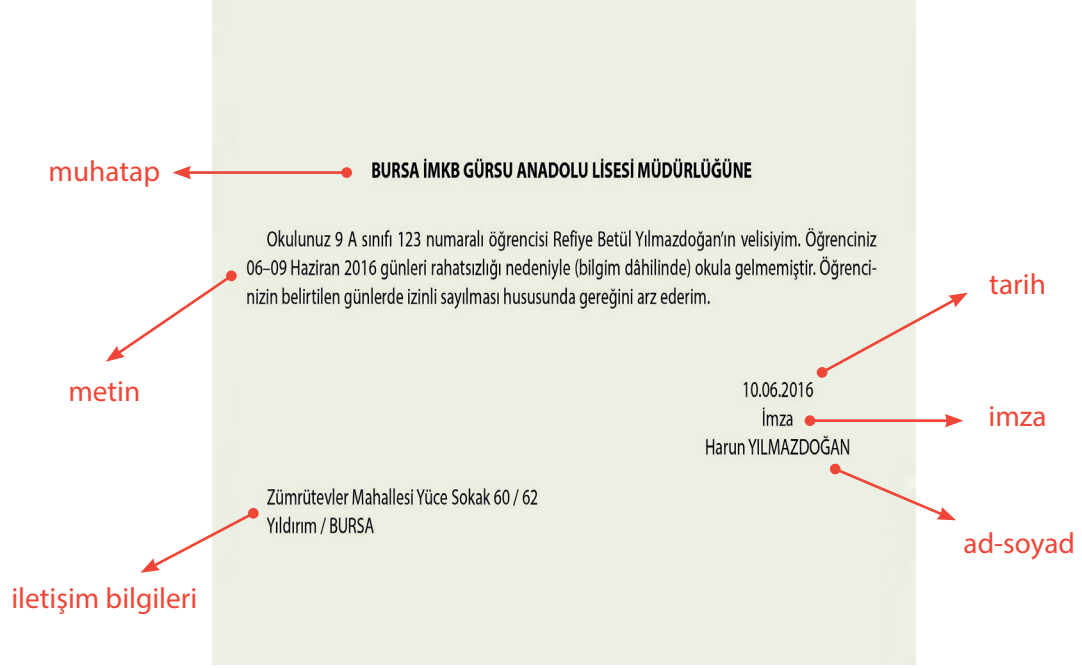 muhatap
BURSA İMKB GÜRSU ANADOLU LİSESİ MÜDÜRLÜĞÜNE
Okulunuz 9 A sınıfı 123 numaralı öğrencisi Refiye Betül Yılmazdoğan’ın velisiyim. Öğrenciniz
06–09 Haziran 2016 günleri rahatsızlığı nedeniyle (bilgim dâhilinde) okula gelmemiştir. Öğrenci-
nizin belirtilen günlerde izinli sayılması hususunda gereğini arz ederim.
tarih
metin
10.06.2016
İmza
imza
Harun YILMAZDOĞAN
Zümrütevler Mahallesi Yüce Sokak 60 / 62
Yıldırım / BURSA
ad-soyad
iletişim bilgileri